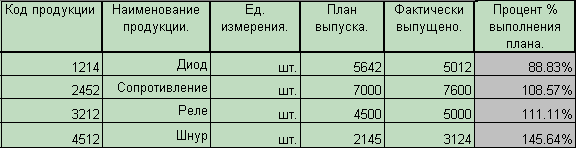 Код продукции Наименование продукции. Ед. измерения. План выпуска. Фактически выпущено. Процент % выполнения плана.
1214 Диод шт. 5642 5012 88.83%
2452 Сопротивление шт. 7000 7600 108.57%
3212 Реле шт. 4500 5000 111.11%
4512 Шнур шт. 2145 3124 145.64%